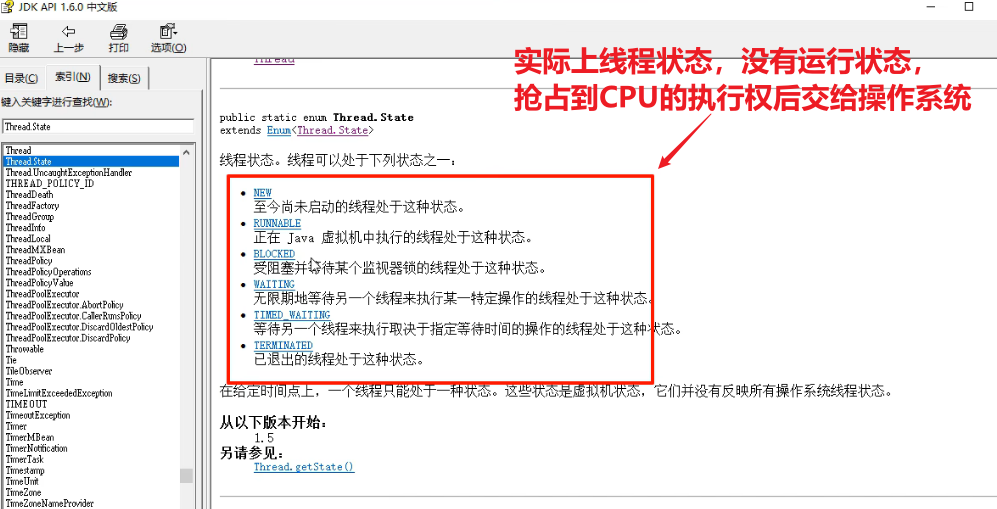 JDK API 1.6.0 中文版
隐藏 上一步 打印 选项(O)
目录(C) 索引(N) 搜索(S)
键入关键字进行查找(W):
Thread.State
Thread
Thread.State
Thread.UncaughtExceptionHandler
THREAD_POLICY_ID
ThreadDeath
ThreadFactory
ThreadGroup
ThreadInfo
ThreadLocal
ThreadMXBean
ThreadPolicy
ThreadPolicyOperations
ThreadPolicyValue
ThreadPoolExecutor
ThreadPoolExecutor.AbortPolicy
ThreadPoolExecutor.CallerRunsPolicy
ThreadPoolExecutor.DiscardOldestPolicy
ThreadPoolExecutor.DiscardPolicy
Throwable
Tie
TileObserver
Time
TimeLimitExceededException
TIMEOUT
TimeoutException
Timer
TimerMBean
TimerNotification
TimerTask
Timestamp
TimeUnit
TimeZone
TimeZoneNameProvider
Thread
实际上线程状态，没有运行状态，
抢占到CPU的执行权后交给操作系统
public static enum Thread.State
extends Enum<Thread.State>
线程状态。线程可以处于下列状态之一：
NEW
至今尚未启动的线程处于这种状态。
RUNNABLE
正在 Java 虚拟机中执行的线程处于这种状态。
BLOCKED
受阻塞并等待某个监视器锁的线程处于这种状态。
WAITING
无限期地等待另一个线程来执行某一特定操作的线程处于这种状态。
TIMED_WAITING
等待另一个线程来执行取决于指定等待时间的操作的线程处于这种状态。
TERMINATED
已退出的线程处于这种状态。
在给定时间点上，一个线程只能处于一种状态。这些状态是虚拟机状态，它们并没有反映所有操作系统线程状态。
从以下版本开始：
1.5
另请参见：
Thread.getState()